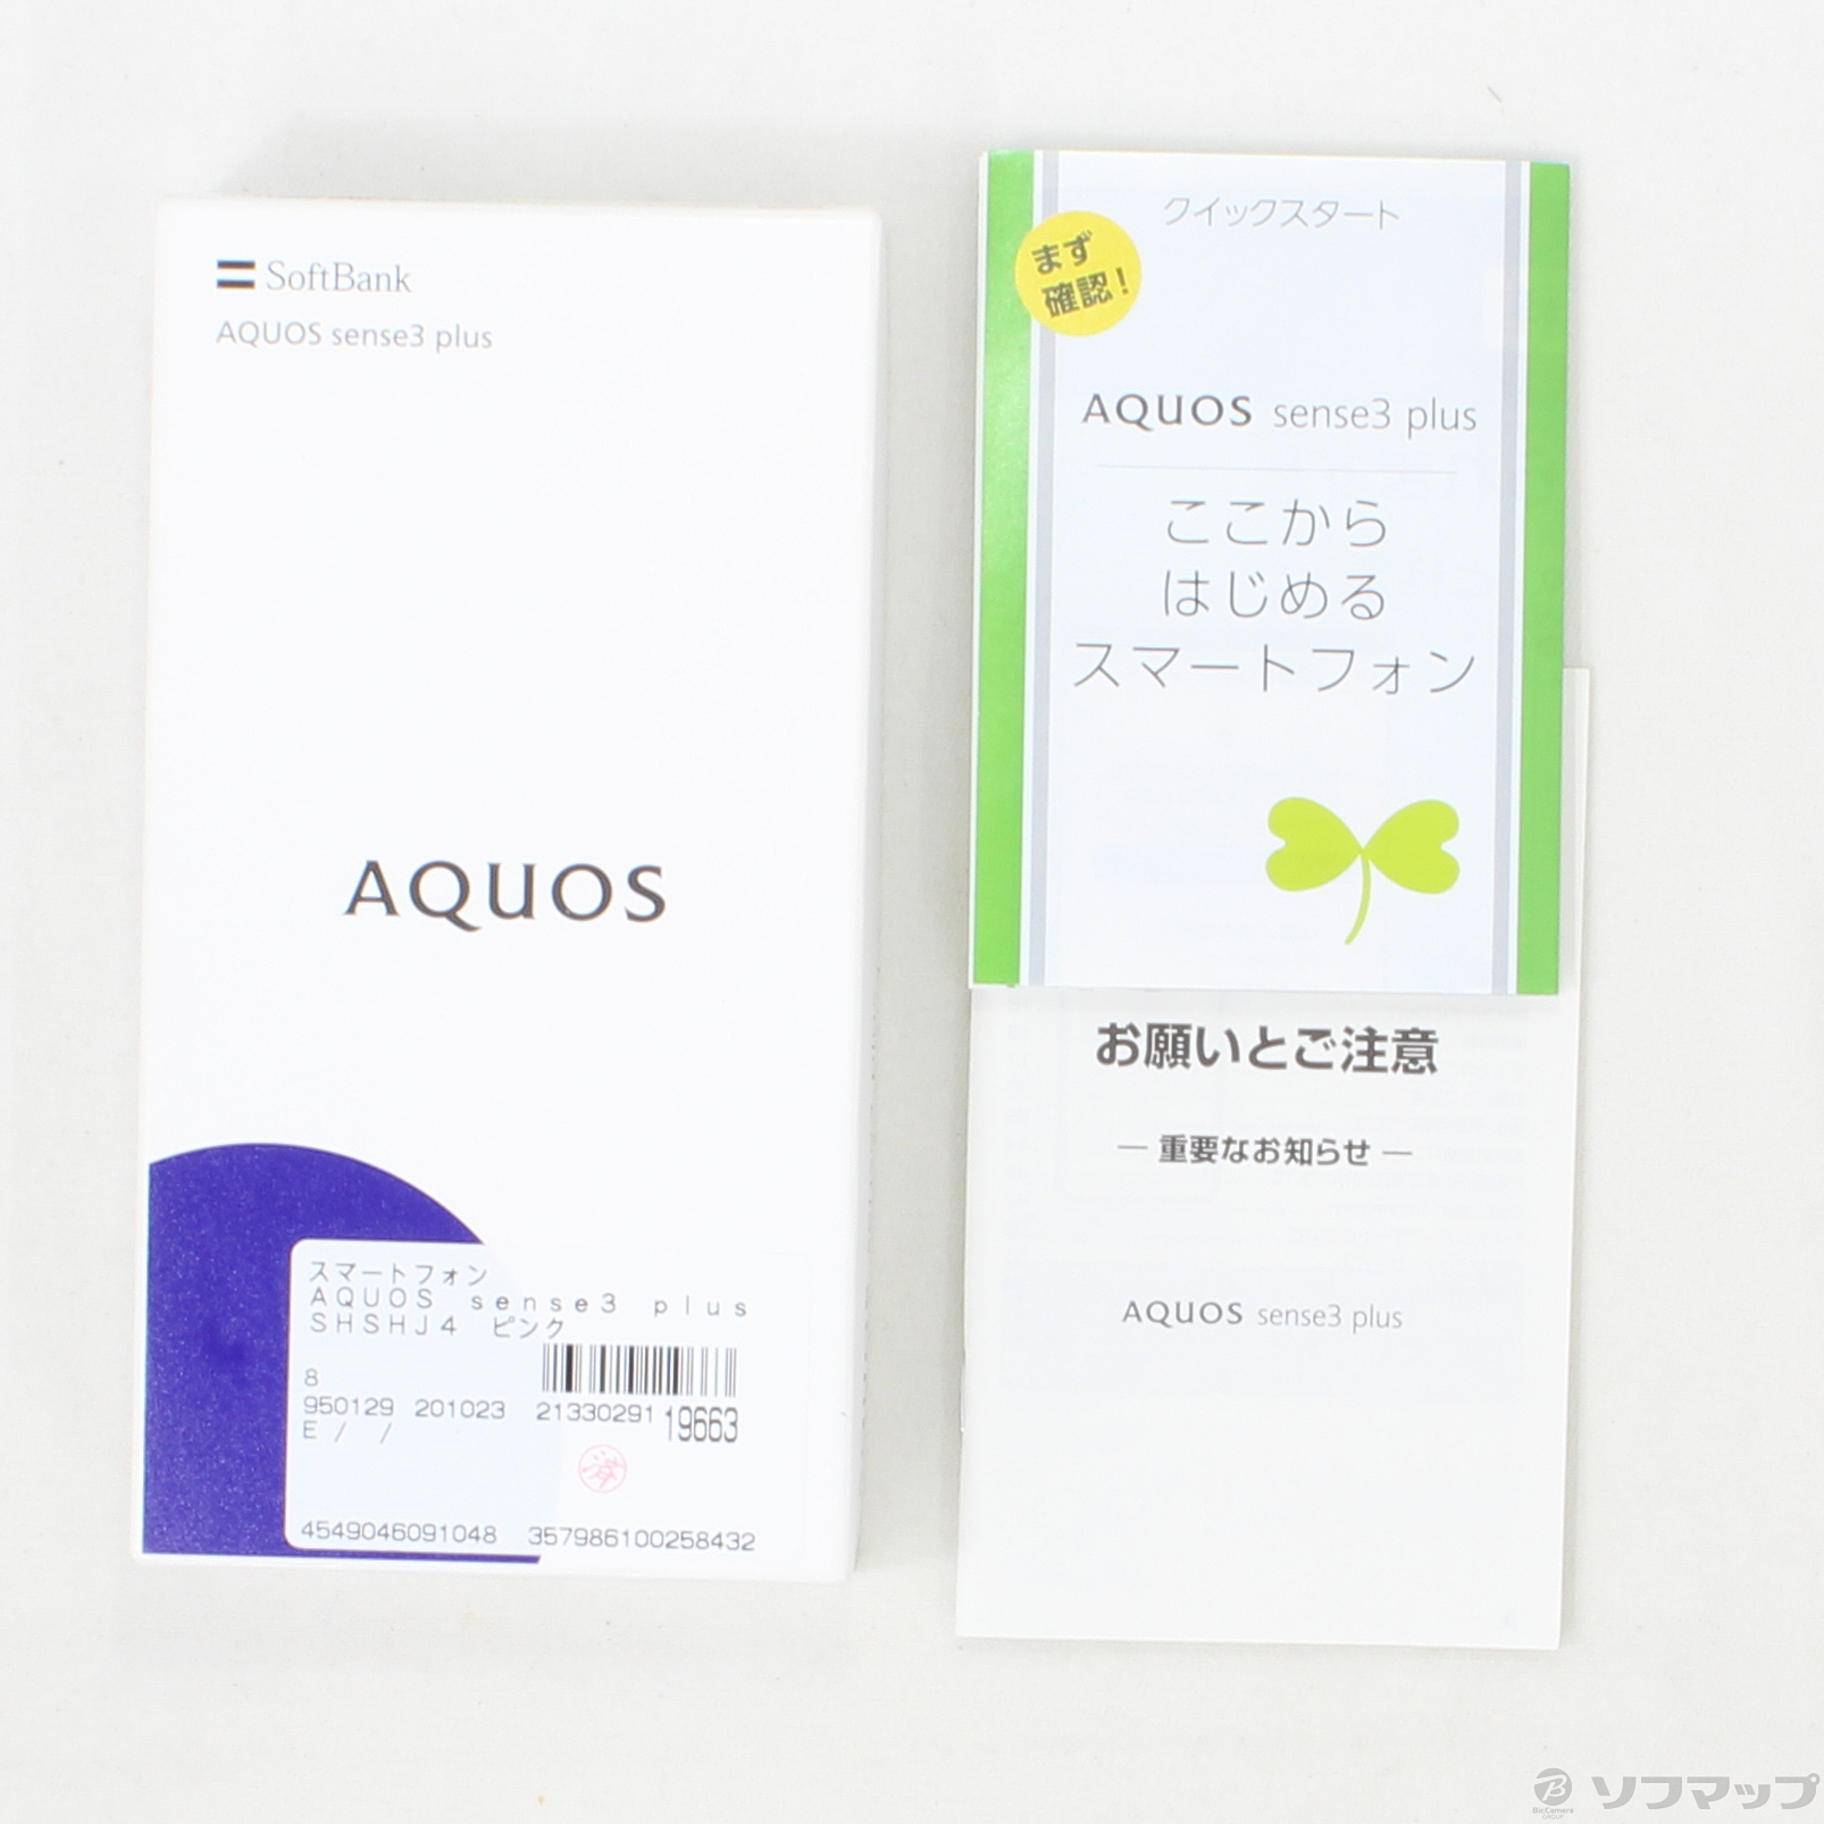 SoftBank
AQUOS sense3 plus
AQUOS
スマートフォン
AQUOS sense3 plus
SHSHJ4 ピンク
8
950129 201023 21330291 19663
E / /
済
4549046091048 357986100258432
クイックスタート
まず
確認!
AQUOS sense3 plus
ここから
はじめる
スマートフォン
お願いとご注意
— 重要なお知らせ —
AQUOS sense3 plus
BicCamera
GROUP
ソフマップ